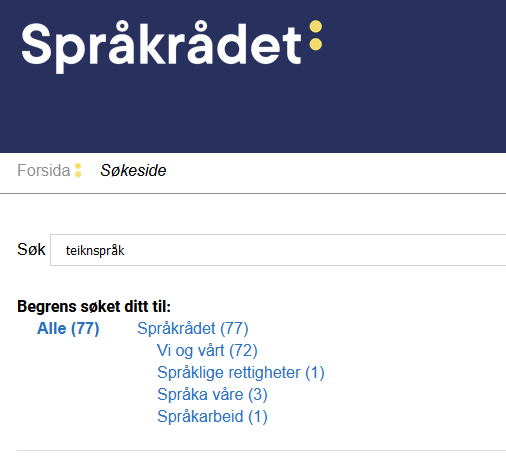 Språkrådet:
Forsida : Søkeside
Søk teiknspråk
Begrens søket ditt til:
Alle (77) Språkrådet (77)
Vi og vårt (72)
Språklige rettigheter (1)
Språka våre (3)
Språkarbeid (1)